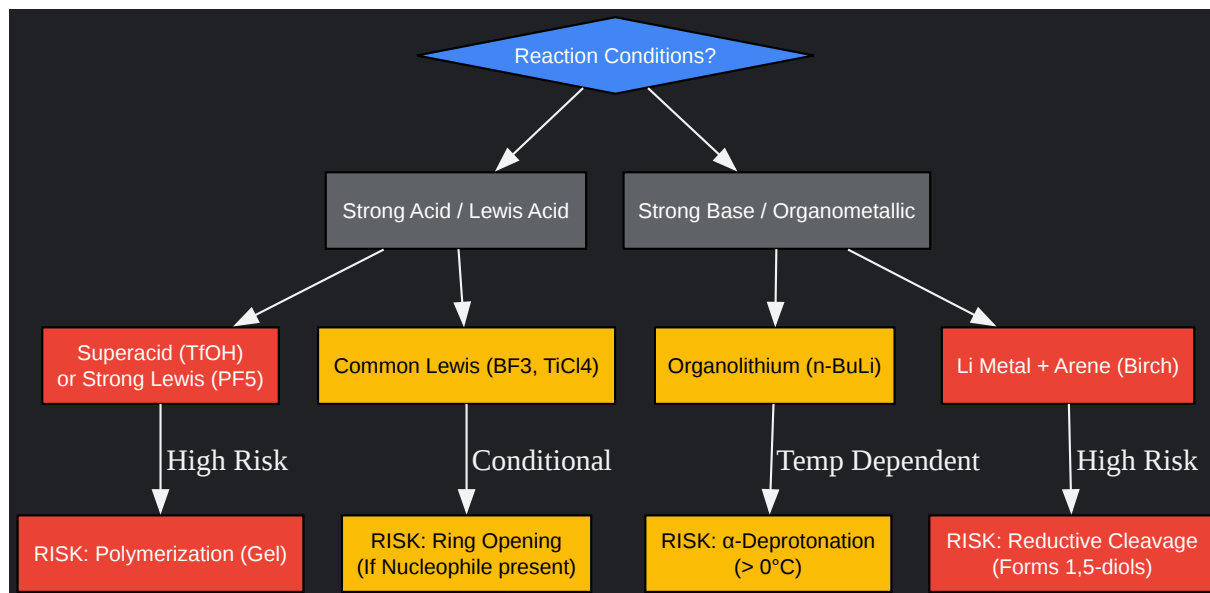 Reaction Conditions?
Strong Acid / Lewis Acid
Strong Base / Organometallic
Superacid (TfOH)
or Strong Lewis (PF5)
Common Lewis (BF3, TiCl4)
Organolithium (n-BuLi)
Li Metal + Arene (Birch)
High Risk
Conditional
Temp Dependent
High Risk
RISK: Polymerization (Gel)
RISK: Ring Opening
(If Nucleophile present)
RISK: α-Deprotonation
(> 0°C)
RISK: Reductive Cleavage
(Forms 1,5-diols)